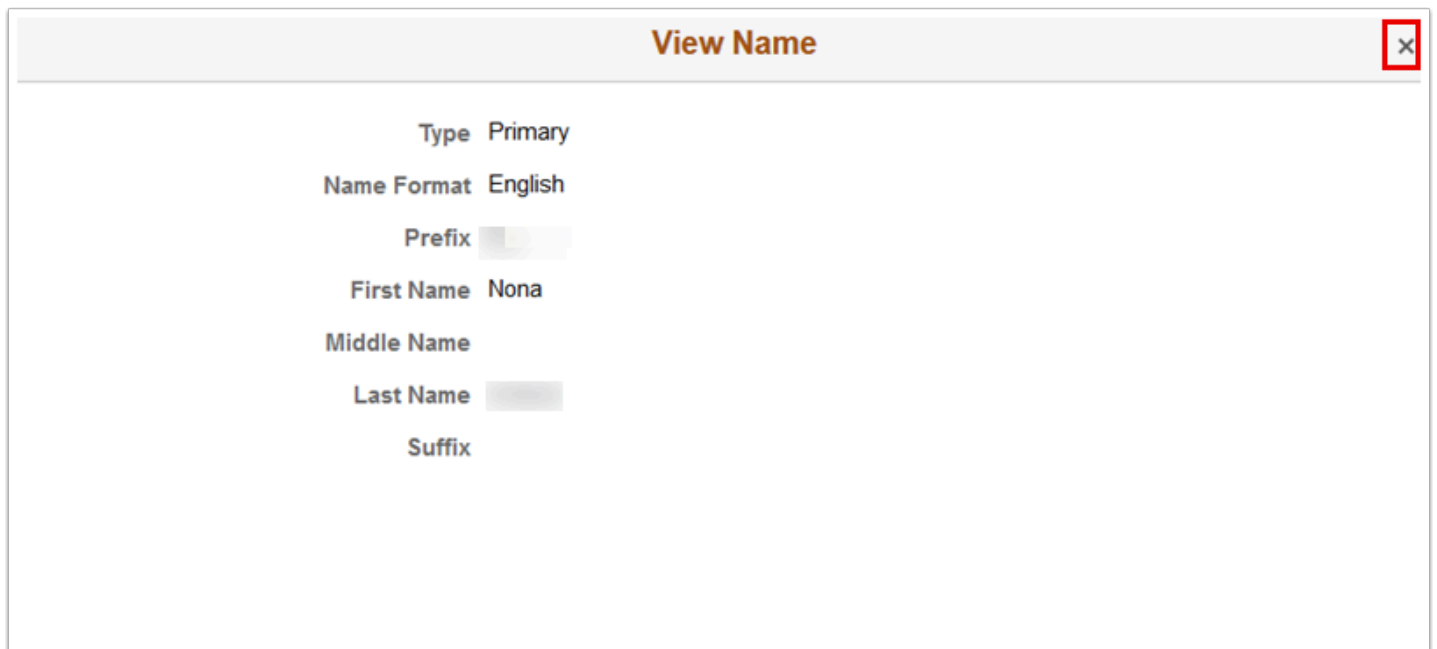 View Name ×
Type Primary
Name Format English
Prefix
First Name Nona
Middle Name
Last Name
Suffix